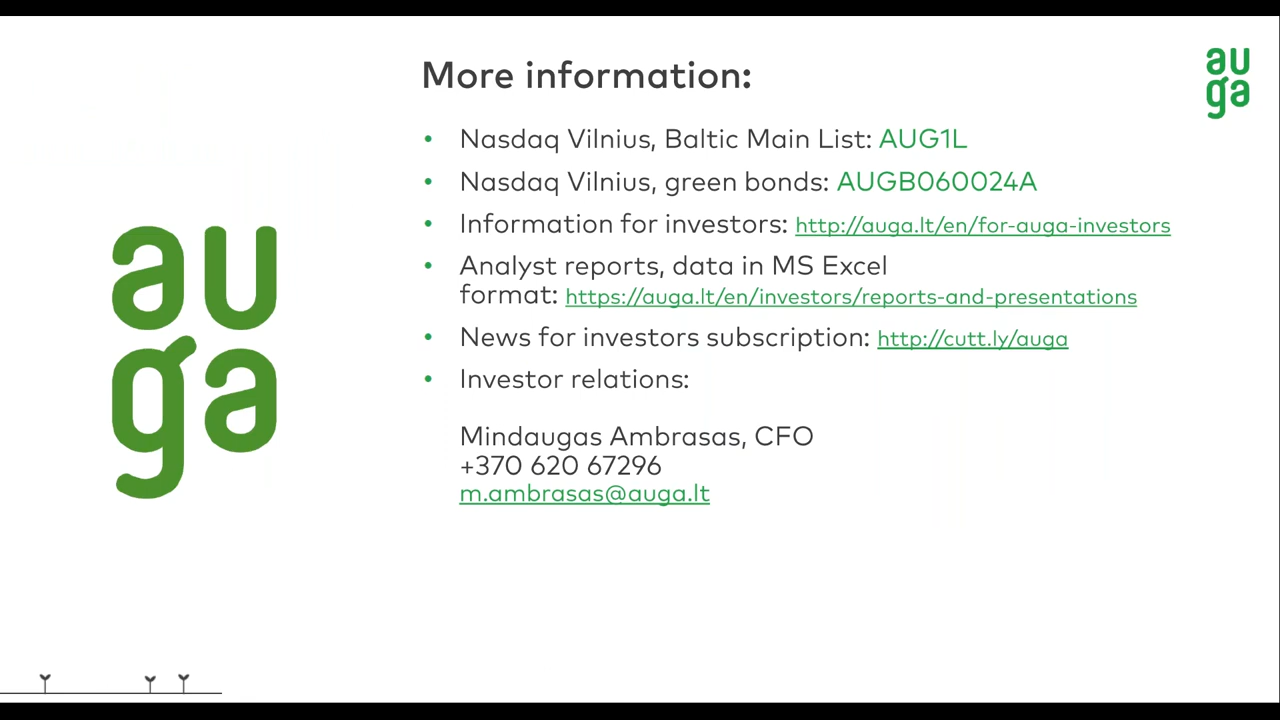 More information:
au
ga
• Nasdaq Vilnius, Baltic Main List: AUG1L
• Nasdaq Vilnius, green bonds: AUGB060024A
• Information for investors: http://auga.lt/en/for-auga-investors
• Analyst reports, data in MS Excel
format: https://auga.lt/en/investors/reports-and-presentations
• News for investors subscription: http://cutt.ly/auga
• Investor relations:
Mindaugas Ambrasas, CFO
+370 620 67296
m.ambrasas@auga.lt
au
ga